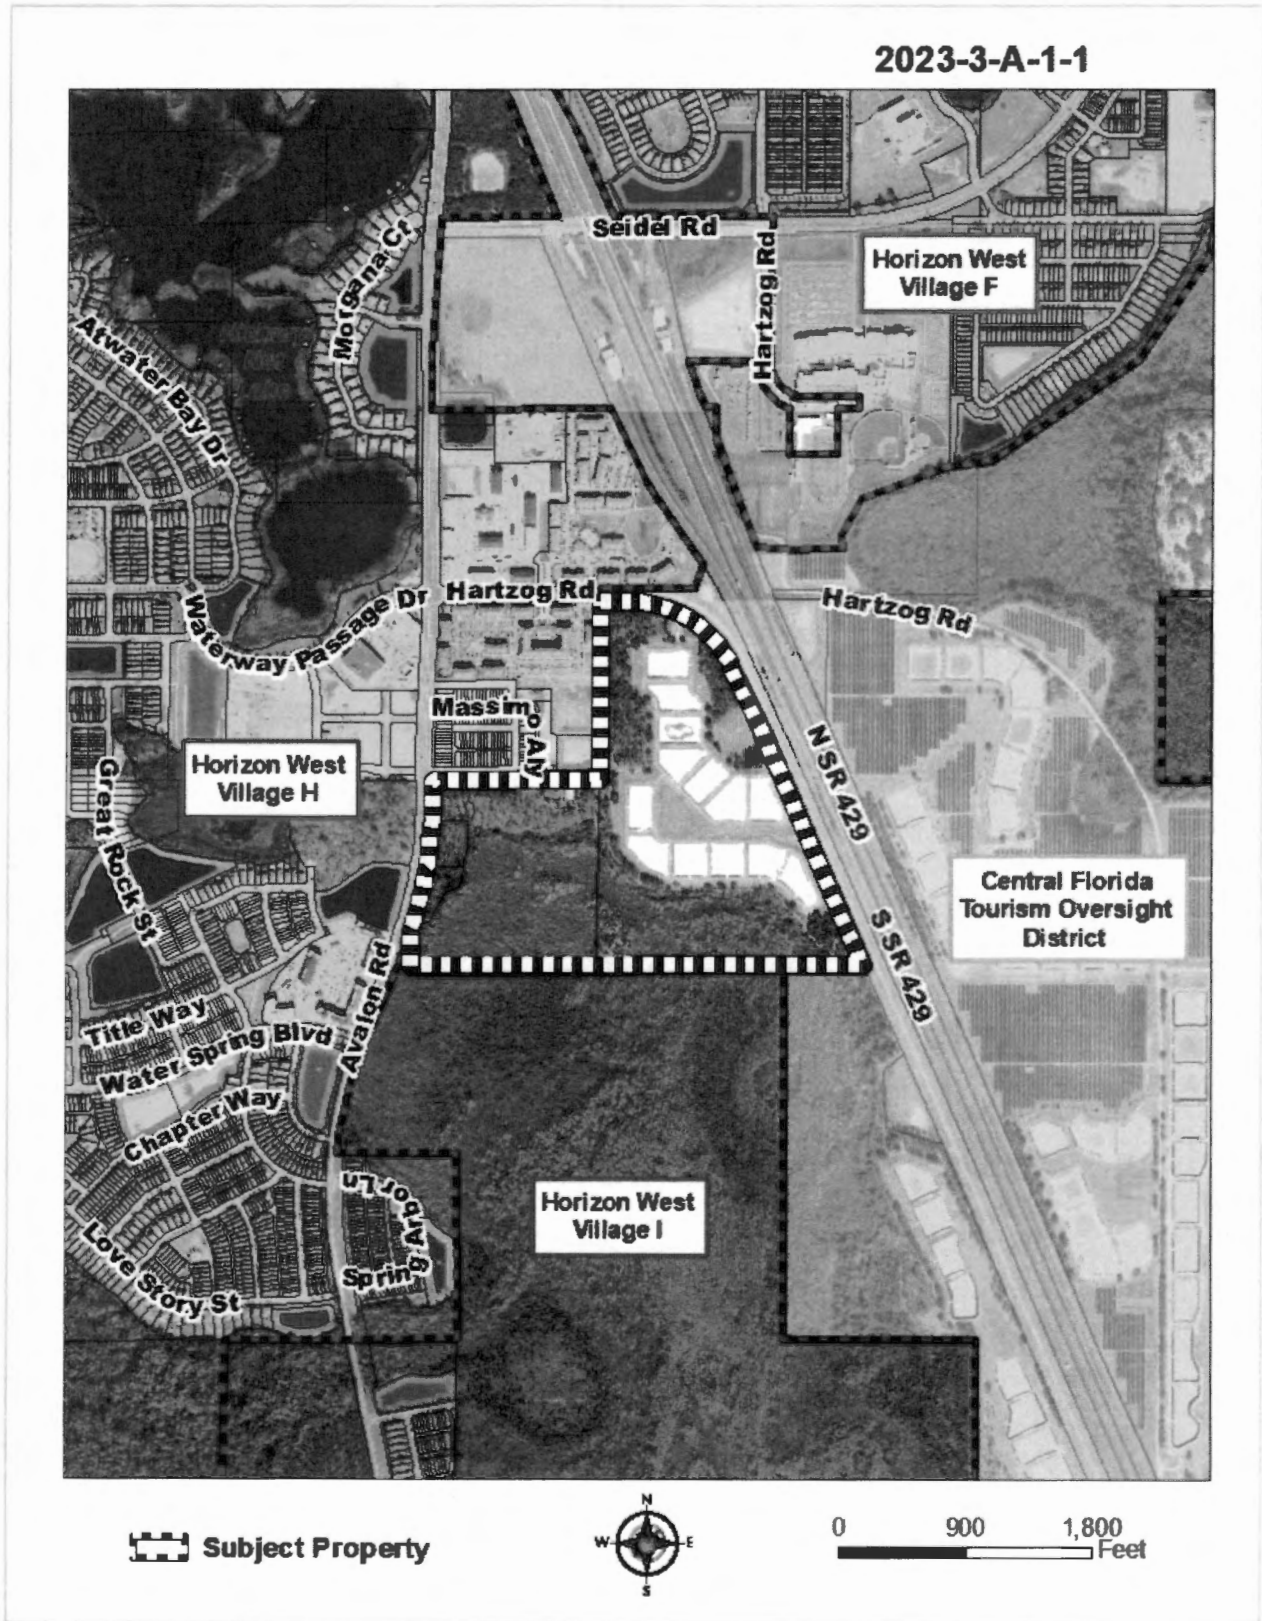 2023-3-A-1-1
Seidel Rd
Hartzog Rd
Horizon West
Village F
Morgana Ct
Atwater Bay Dr
Waterway Passage Dr
Hartzog Rd
Hartzog Rd
Massimo Aly
N SR 429
Horizon West
Village H
Great Rock St
Central Florida
Tourism Oversight
District
S SR 429
Avalon Rd
Title Way
Water Spring Blvd
Chapter Way
Spring Arbor Ln
Horizon West
Village I
Love Story St
Subject Property
N
W
E
S
0 900 1,800
Feet